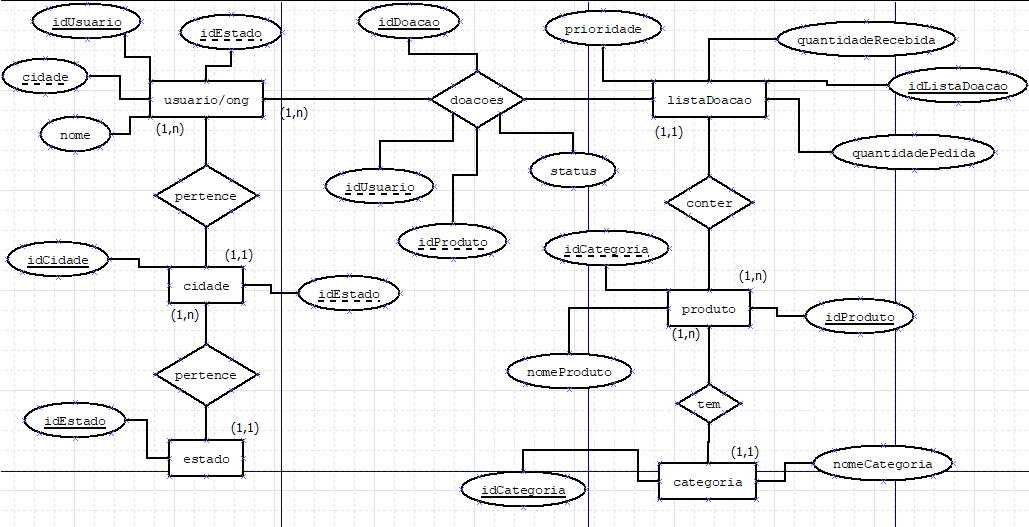 idUsuario
idEstado
idDoacao
prioridade
quantidadeRecebida
cidade
usuario/ong
doacoes
listaDoacao
idListaDoacao
nome
(1,n)
(1,n)
(1,1)
quantidadePedida
status
idUsuario
pertence
conter
idProduto
idCategoria
(1,1)
idCidade
cidade
idEstado
(1,n)
produto
idProduto
(1,n)
(1,n)
nomeProduto
pertence
tem
idEstado
(1,1)
estado
(1,1)
nomeCategoria
idCategoria
categoria